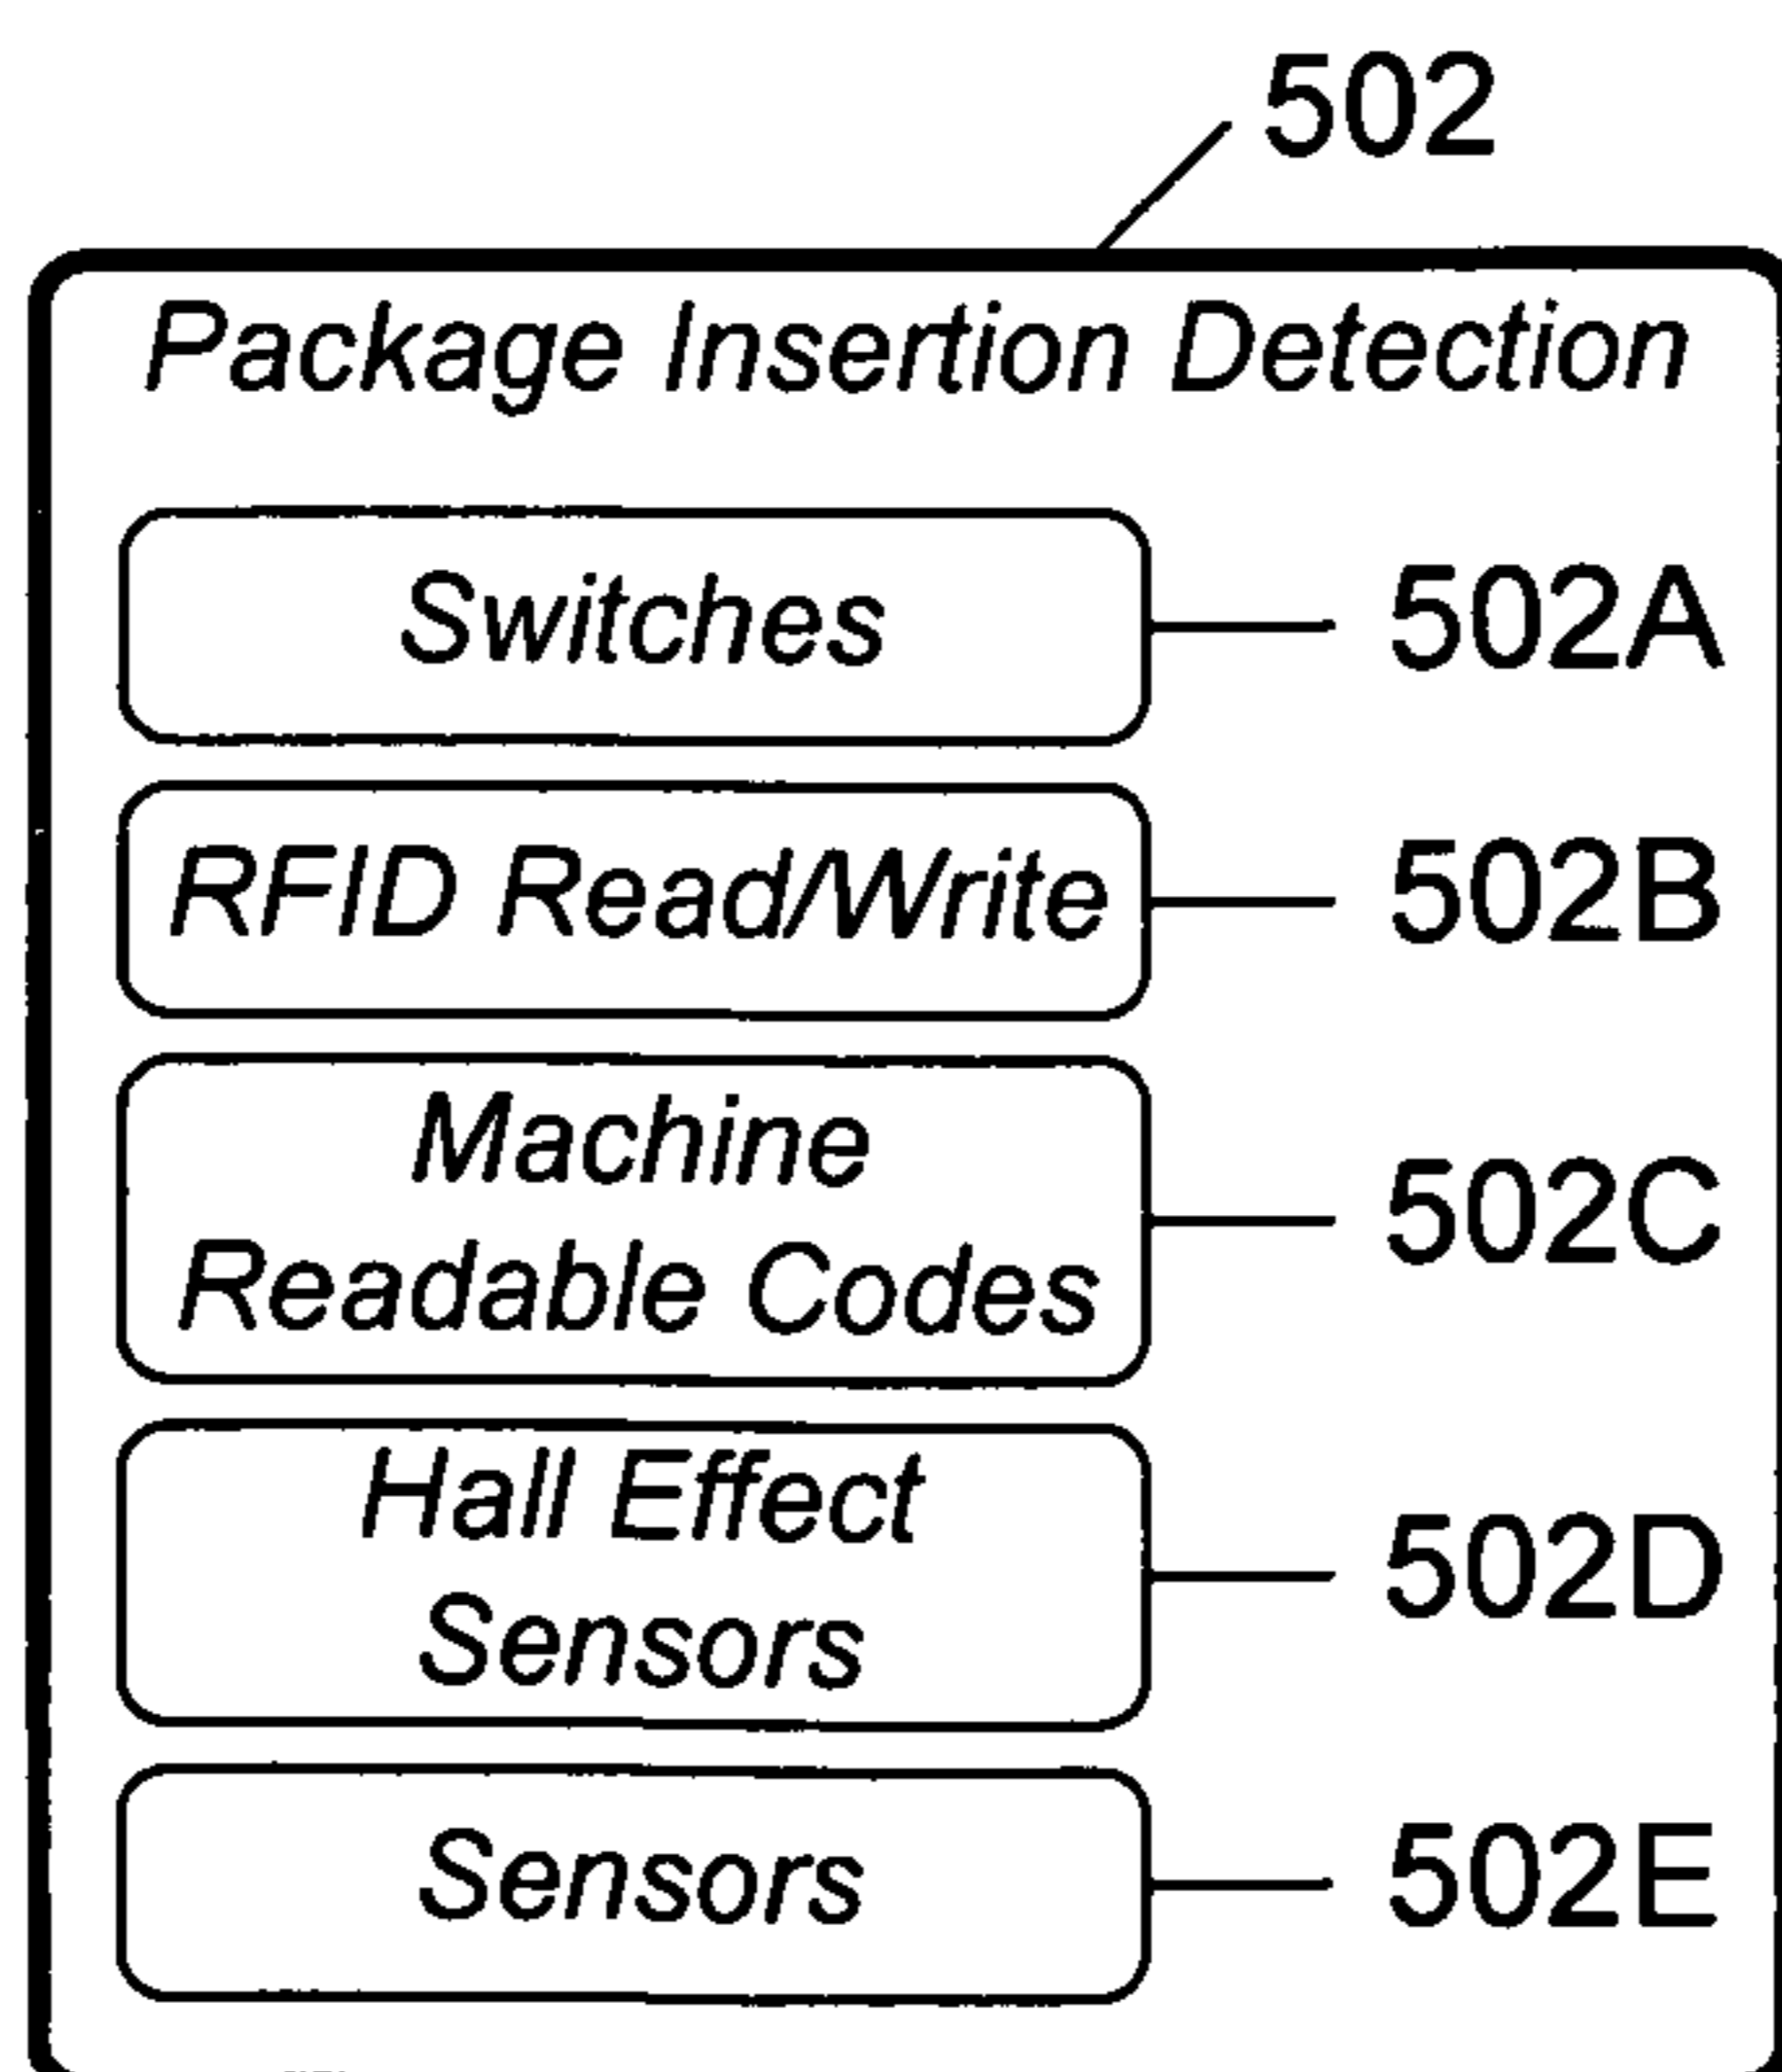 502
Package Insertion Detection
Switches
502A
RFID Read/Write
502B
Machine
Readable Codes
502C
Hall Effect
Sensors
502D
Sensors
502E